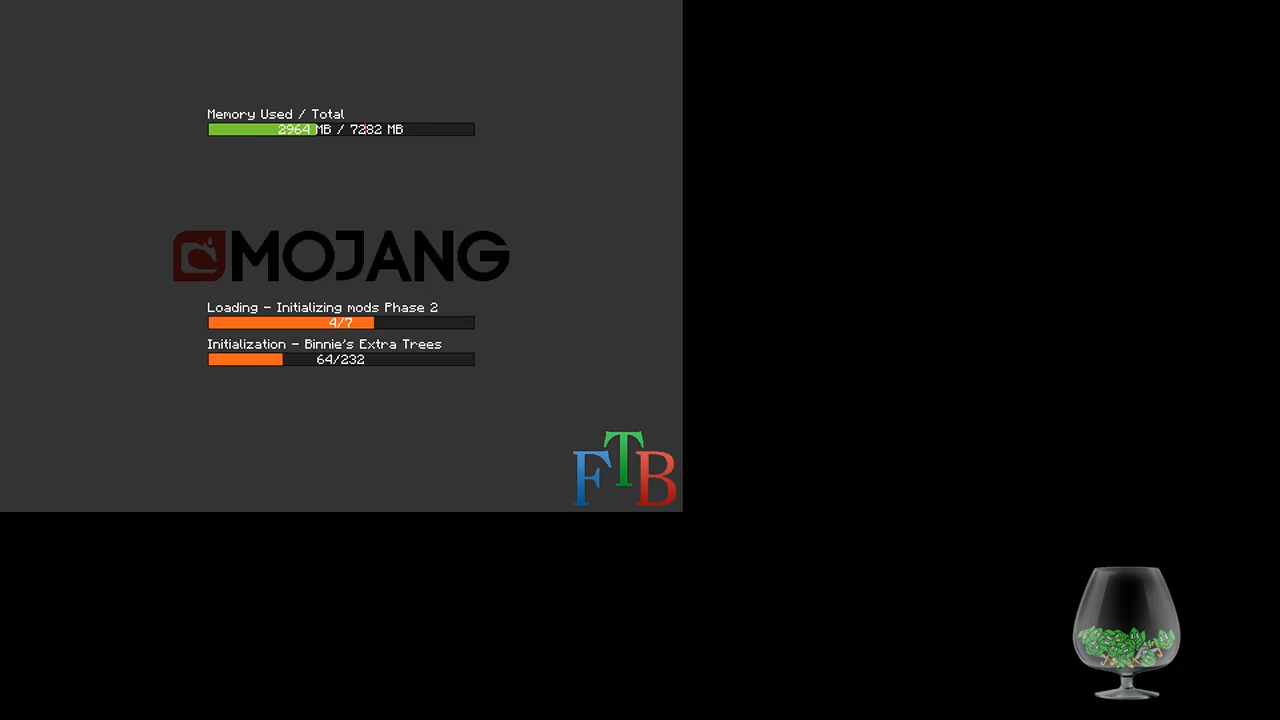 Memory Used / Total
2964 MB / 7282 MB
MOJANG
Loading - Initializing mods Phase 2
4/7
Initialization - Binnie's Extra Trees
64/232
FTB